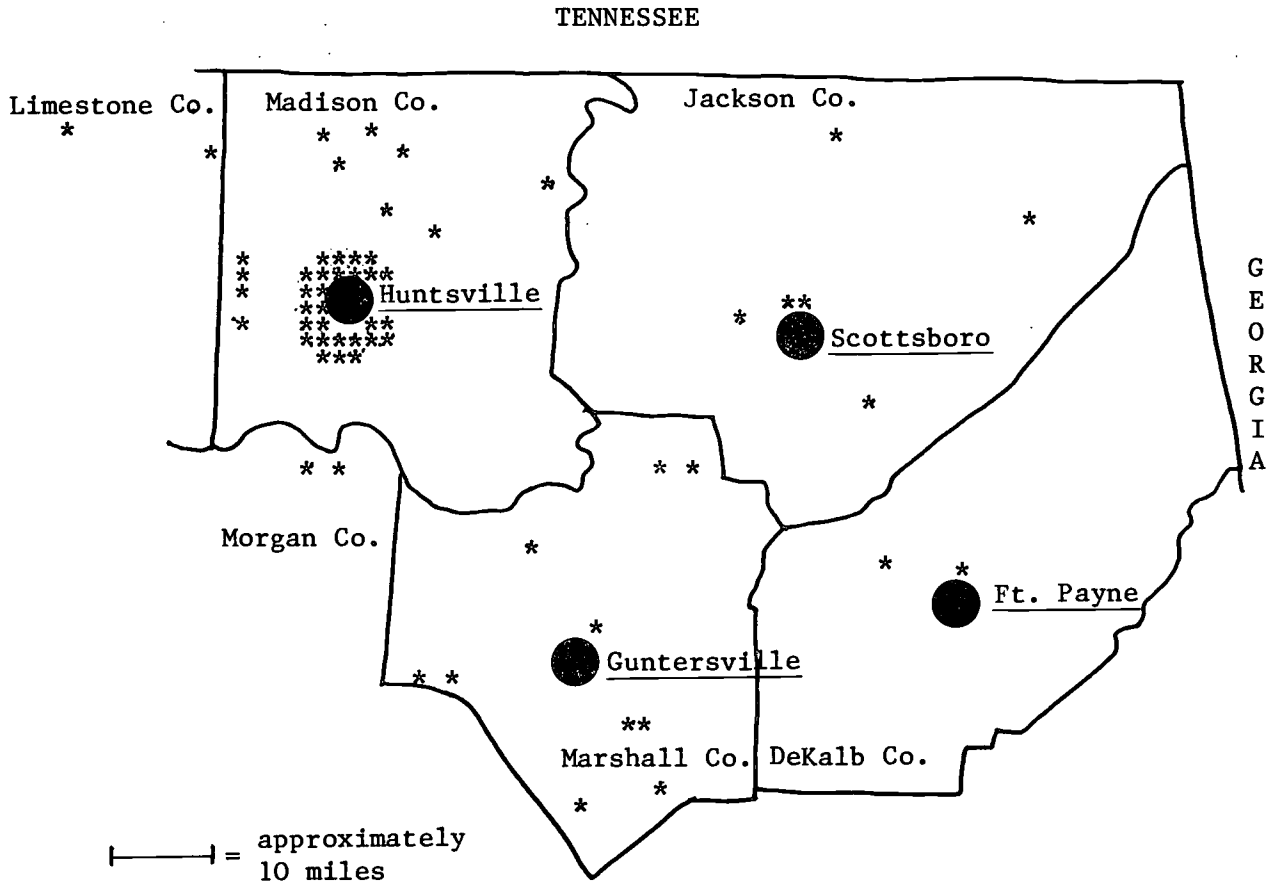 TENNESSEE
Limestone Co.
Madison Co.
Jackson Co.
Huntsville
Scottsboro
GEORGIA
Morgan Co.
Ft. Payne
Guntersville
Marshall Co.
DeKalb Co.
= approximately
10 miles